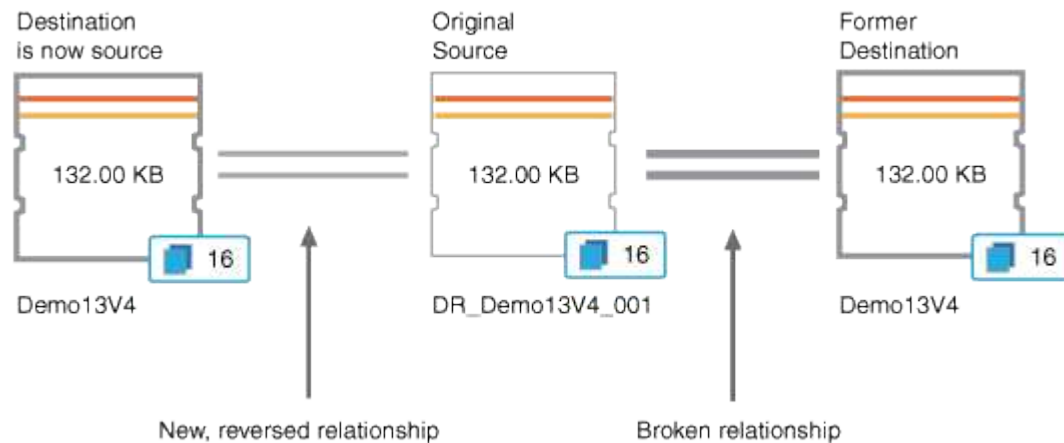 Destination
is now source
Original
Source
Former
Destination
132.00 KB
132.00 KB
132.00 KB
16
16
16
Demo13V4
DR_Demo13V4_001
Demo13V4
New, reversed relationship
Broken relationship